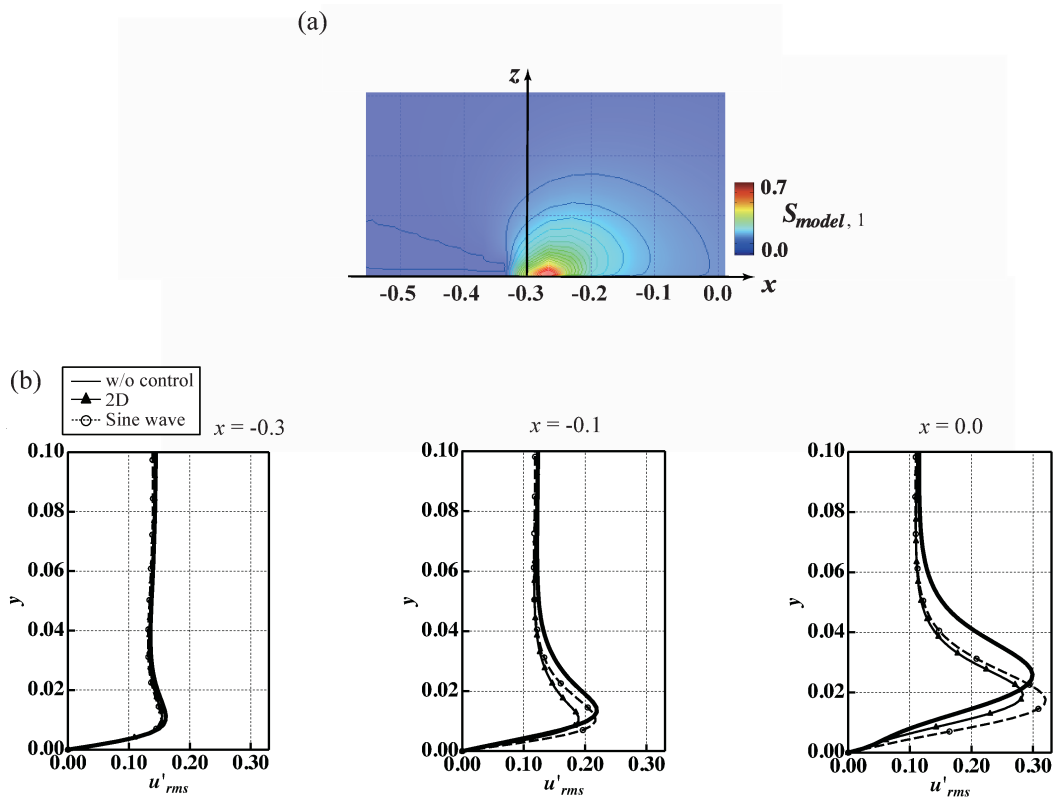 (a)
z
0.7
S_model, 1
0.0
-0.5 -0.4 -0.3 -0.2 -0.1 0.0 x
(b)
w/o control
2D
Sine wave
x = -0.3
x = -0.1
x = 0.0
0.10
0.08
0.06
y
0.04
0.02
0.00
0.00 0.10 0.20 0.30
u'rms
0.10
0.08
0.06
y
0.04
0.02
0.00
0.00 0.10 0.20 0.30
u'rms
0.10
0.08
0.06
y
0.04
0.02
0.00
0.00 0.10 0.20 0.30
u'rms